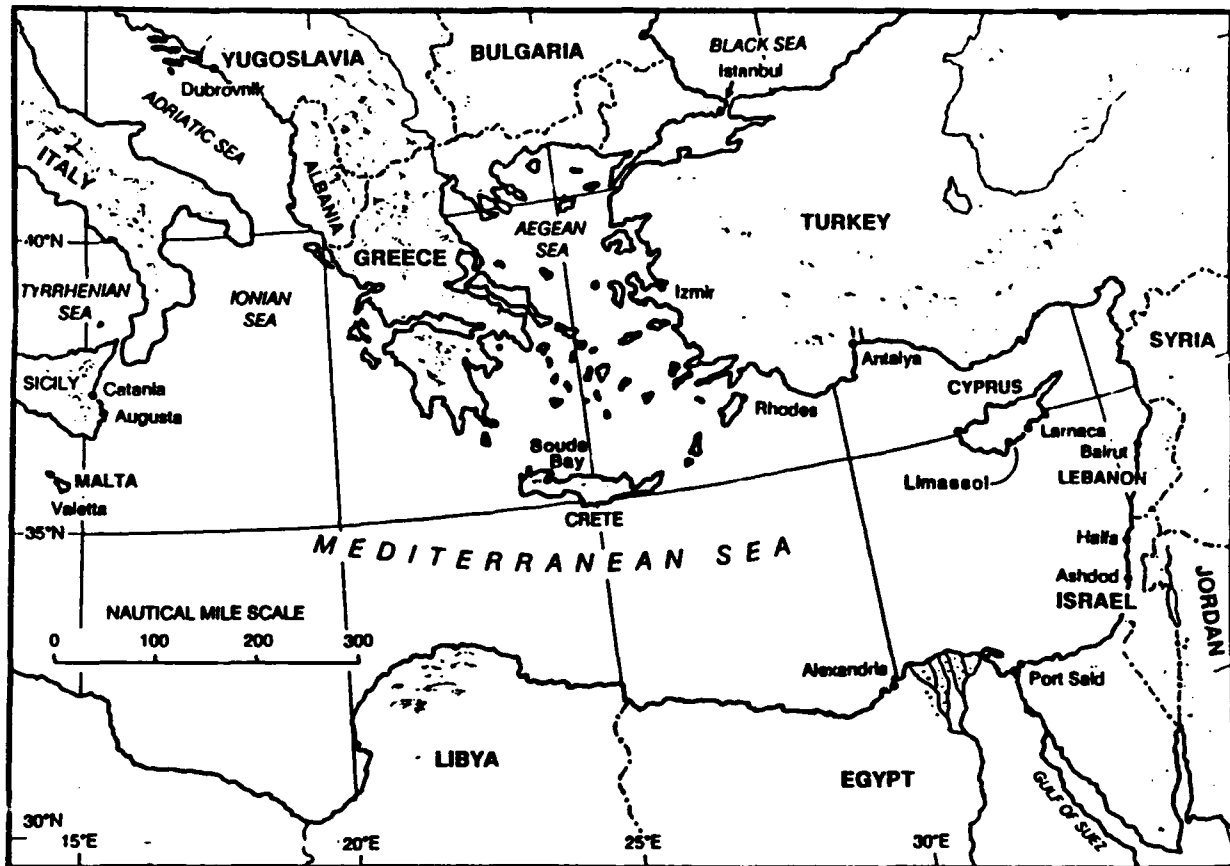 YUGOSLAVIA
BULGARIA
BLACK SEA
Istanbul
Dubrovnik
ADRIATIC SEA
ITALY
ALBANIA
40°N
GREECE
AEGEAN
SEA
TURKEY
TYRRHENIAN
SEA
IONIAN
SEA
Izmir
SYRIA
Antalya
SICILY
Catania
Augusta
CYPRUS
Rhodes
Larnaca
Souda
Bay
Bairut
Limassol
LEBANON
MALTA
Valetta
CRETE
35°N
MEDITERRANEAN SEA
Haifa
Ashdod
ISRAEL
JORDAN
NAUTICAL MILE SCALE
0 100 200 300
Alexandria
Port Said
LIBYA
EGYPT
GULF OF SUEZ
30°N
15°E 20°E 25°E 30°E